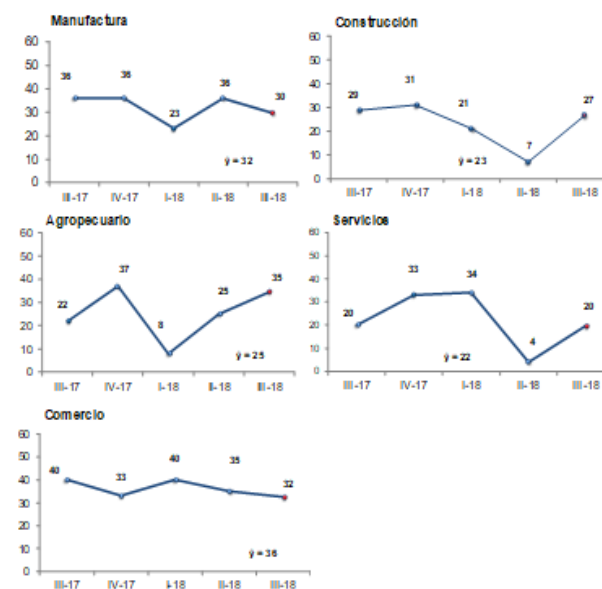 Manufactura
60
50
40
30
20
10
0
36
36
23
36
30
ȳ = 32
III-17
IV-17
I-18
II-18
III-18
Construcción
60
50
40
30
20
10
0
29
31
21
7
27
ȳ = 23
III-17
IV-17
I-18
II-18
III-18
Agropecuario
60
50
40
30
20
10
0
22
37
8
25
35
ȳ = 25
III-17
IV-17
I-18
II-18
III-18
Servicios
60
50
40
30
20
10
0
20
33
34
4
20
ȳ = 22
III-17
IV-17
I-18
II-18
III-18
Comercio
60
50
40
30
20
10
0
40
33
40
35
32
ȳ = 36
III-17
IV-17
I-18
II-18
III-18